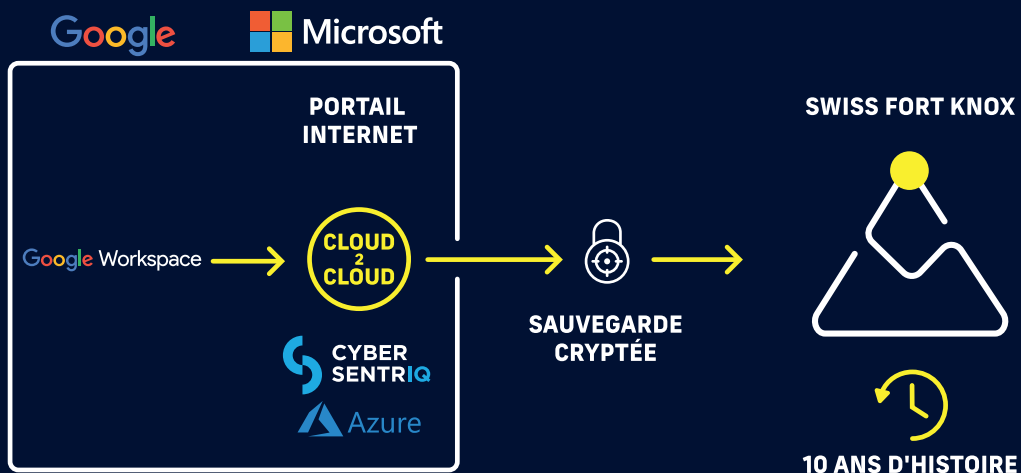 Google
Microsoft
PORTAIL
INTERNET
SWISS FORT KNOX
Google Workspace
CLOUD
2
CLOUD
SAUVEGARDE
CRYPTÉE
CYBER
SENTRIQ
Azure
10 ANS D'HISTOIRE